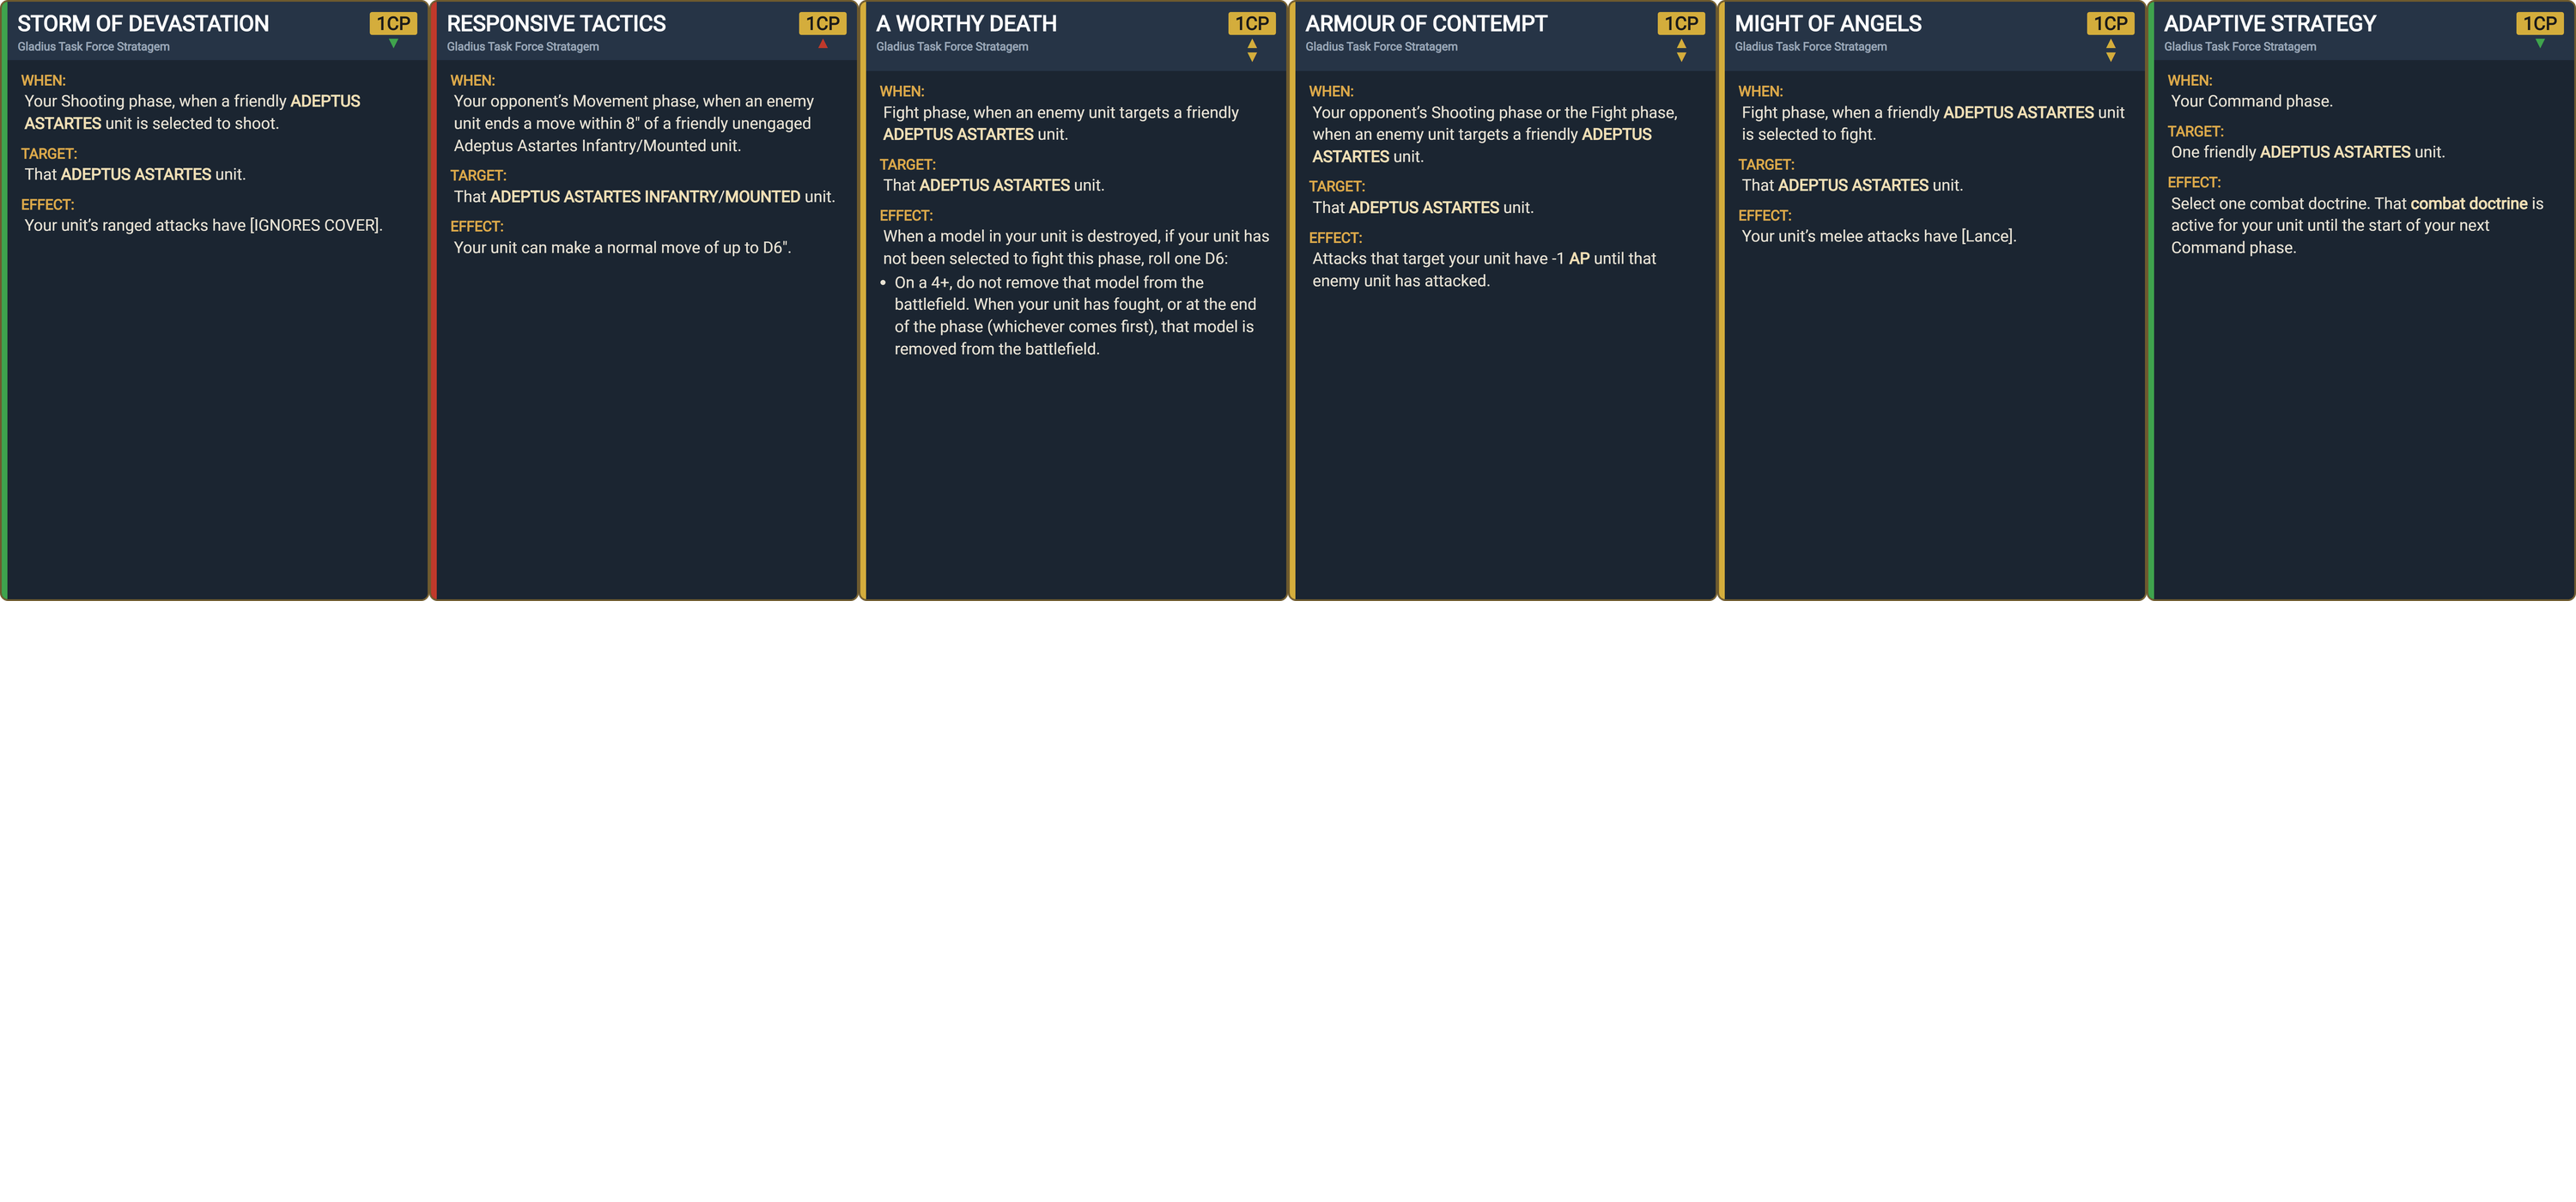 STORM OF DEVASTATION
1CP
Gladius Task Force Stratagem
▼
WHEN:
Your Shooting phase, when a friendly ADEPTUS
ASTARTES unit is selected to shoot.
TARGET:
That ADEPTUS ASTARTES unit.
EFFECT:
Your unit’s ranged attacks have [IGNORES COVER].
RESPONSIVE TACTICS
1CP
Gladius Task Force Stratagem
▲
WHEN:
Your opponent’s Movement phase, when an enemy
unit ends a move within 8" of a friendly unengaged
Adeptus Astartes Infantry/Mounted unit.
TARGET:
That ADEPTUS ASTARTES INFANTRY/MOUNTED unit.
EFFECT:
Your unit can make a normal move of up to D6".
A WORTHY DEATH
1CP
Gladius Task Force Stratagem
▲
▼
WHEN:
Fight phase, when an enemy unit targets a friendly
ADEPTUS ASTARTES unit.
TARGET:
That ADEPTUS ASTARTES unit.
EFFECT:
When a model in your unit is destroyed, if your unit has
not been selected to fight this phase, roll one D6:
• On a 4+, do not remove that model from the
battlefield. When your unit has fought, or at the end
of the phase (whichever comes first), that model is
removed from the battlefield.
ARMOUR OF CONTEMPT
1CP
Gladius Task Force Stratagem
▲
▼
WHEN:
Your opponent’s Shooting phase or the Fight phase,
when an enemy unit targets a friendly ADEPTUS
ASTARTES unit.
TARGET:
That ADEPTUS ASTARTES unit.
EFFECT:
Attacks that target your unit have -1 AP until that
enemy unit has attacked.
MIGHT OF ANGELS
1CP
Gladius Task Force Stratagem
▲
▼
WHEN:
Fight phase, when a friendly ADEPTUS ASTARTES unit
is selected to fight.
TARGET:
That ADEPTUS ASTARTES unit.
EFFECT:
Your unit’s melee attacks have [Lance].
ADAPTIVE STRATEGY
1CP
Gladius Task Force Stratagem
▼
WHEN:
Your Command phase.
TARGET:
One friendly ADEPTUS ASTARTES unit.
EFFECT:
Select one combat doctrine. That combat doctrine is
active for your unit until the start of your next
Command phase.